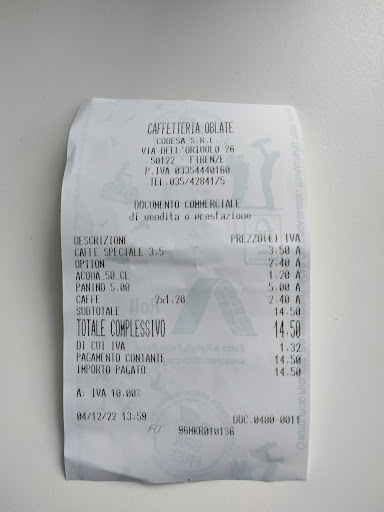 CAFFETTERIA OBLATE
CODESA S.R.L.
VIA DELL'ORIUOLO 26
50122 FIRENZE
P.IVA 03354440160
TEL.035/4284175
DOCUMENTO COMMERCIALE
di vendita o prestazione
DESCRIZIONE PREZZO(€) IVA
CAFFE SPECIALE 3,5 3.50 A
OPTION 2.40 A
ACQUA 50 CL 1.20 A
PANINO 5.00 5.00 A
CAFFE 2x1.20 2.40 A
SUBTOTALE 14.50
TOTALE COMPLESSIVO 14.50
DI CUI IVA 1.32
PAGAMENTO CONTANTE 14.50
IMPORTO PAGATO 14.50
A: IVA 10.00%
04/12/22 13:59 DOC.0400-0011
RT 96MKR010136